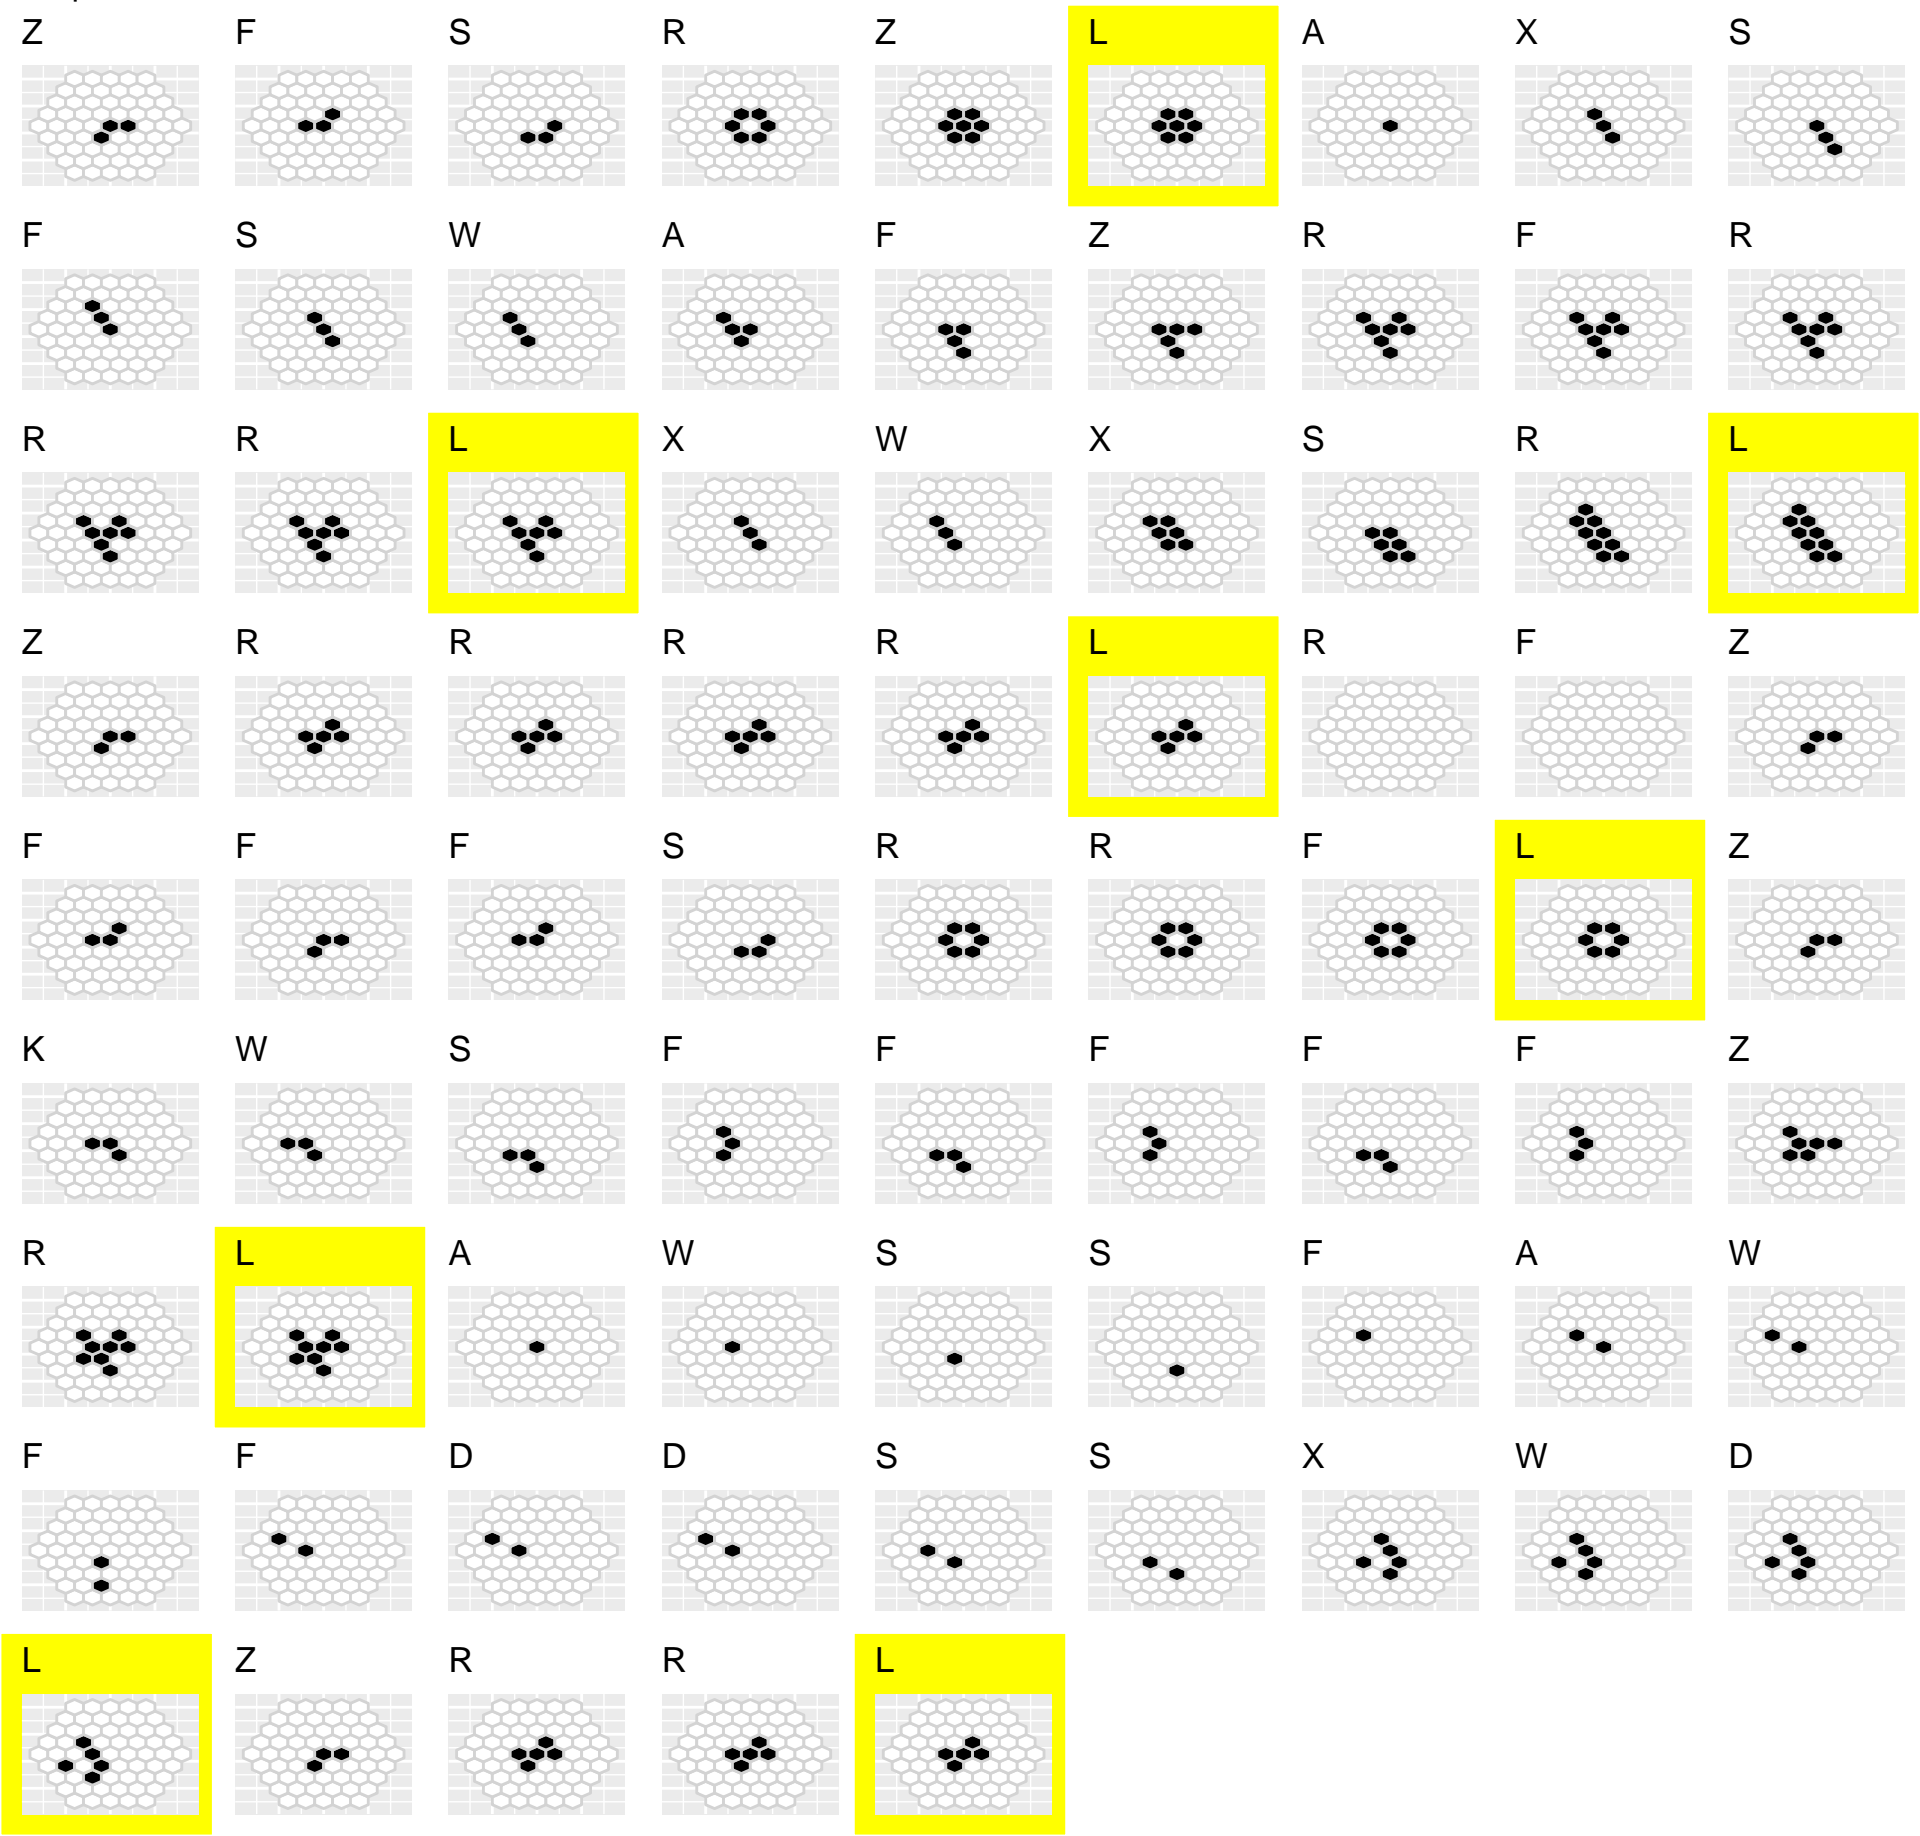 Z F S R Z L A X S
F S W A F Z R F R
R R L X W X S R L
Z R R R R L R F Z
F F F S R R F L Z
K W S F F F F F Z
R L A W S S F A W
F F D D S S X W D
L Z R R L